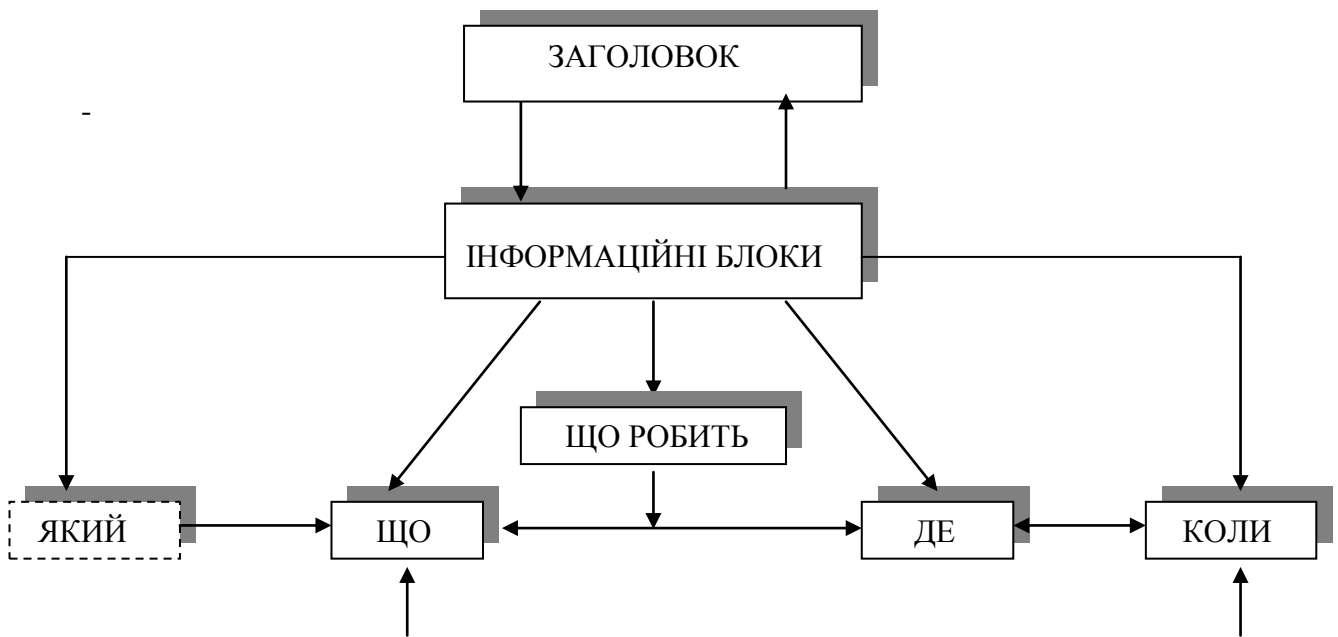 ЗАГОЛОВОК
-
ІНФОРМАЦІЙНІ БЛОКИ
ЩО РОБИТЬ
ЯКИЙ
ЩО
ДЕ
КОЛИ